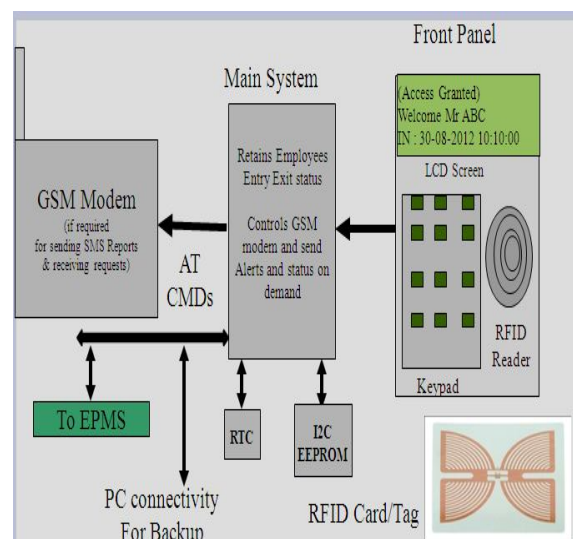 Front Panel
Main System
(Access Granted)
Welcome Mr ABC
IN : 30-08-2012 10:10:00
LCD Screen
Retains Employees
Entry Exit status
Controls GSM
modem and send
Alerts and status on
demand
GSM Modem
(if required
for sending SMS Reports
& receiving requests)
AT
CMDs
RFID
Reader
Keypad
To EPMS
RTC
I2C
EEPROM
PC connectivity
For Backup
RFID Card/Tag